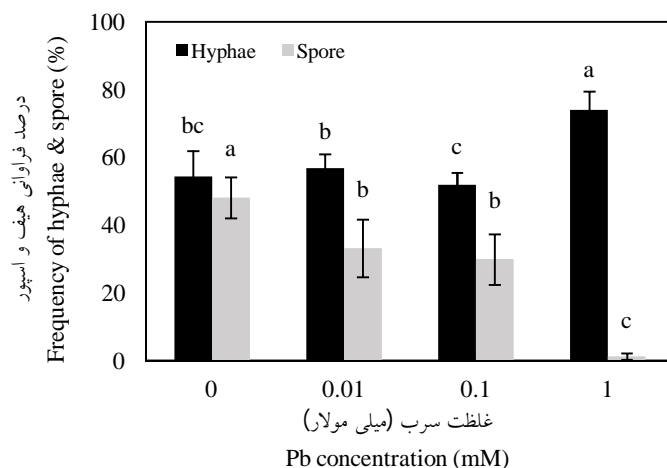 درصد فراوانی هیف و اسپور
Frequency of hyphae & spore (%)
100
80
60
40
20
0
Hyphae Spore
bc
a
b
b
c
b
a
c
0 0.01 0.1 1
غلظت سرب (میلی مولار)
Pb concentration (mM)